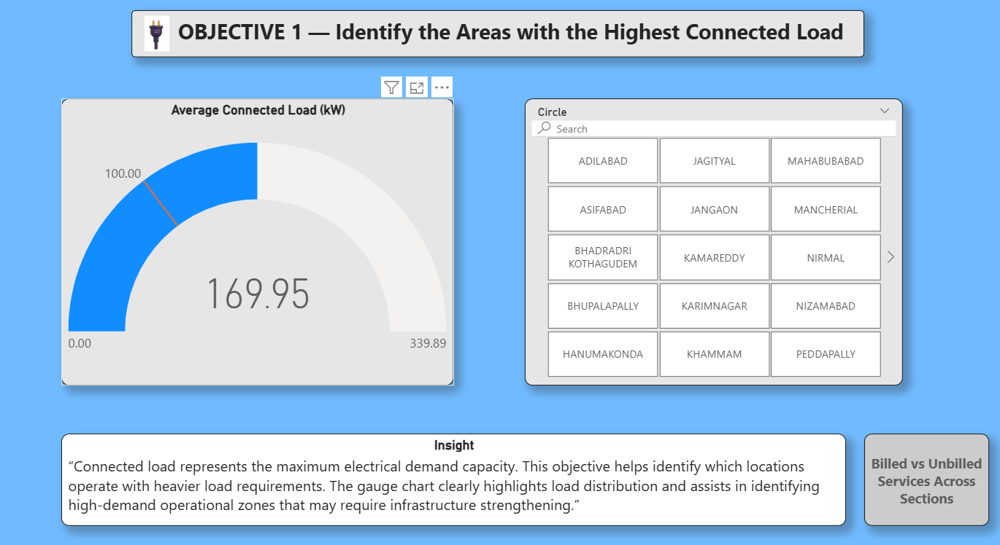 OBJECTIVE 1 — Identify the Areas with the Highest Connected Load
Average Connected Load (kW)
100.00
169.95
0.00
339.89
Circle
Search
ADILABAD
JAGITYAL
MAHABUBABAD
ASIFABAD
JANGAON
MANCHERIAL
BHADRADRI
KOTHAGUDEM
KAMAREDDY
NIRMAL
BHUPALAPALLY
KARIMNAGAR
NIZAMABAD
HANUMAKONDA
KHAMMAM
PEDDAPALLY
Insight
“Connected load represents the maximum electrical demand capacity. This objective helps identify which locations
operate with heavier load requirements. The gauge chart clearly highlights load distribution and assists in identifying
high-demand operational zones that may require infrastructure strengthening.”
Billed vs Unbilled
Services Across
Sections